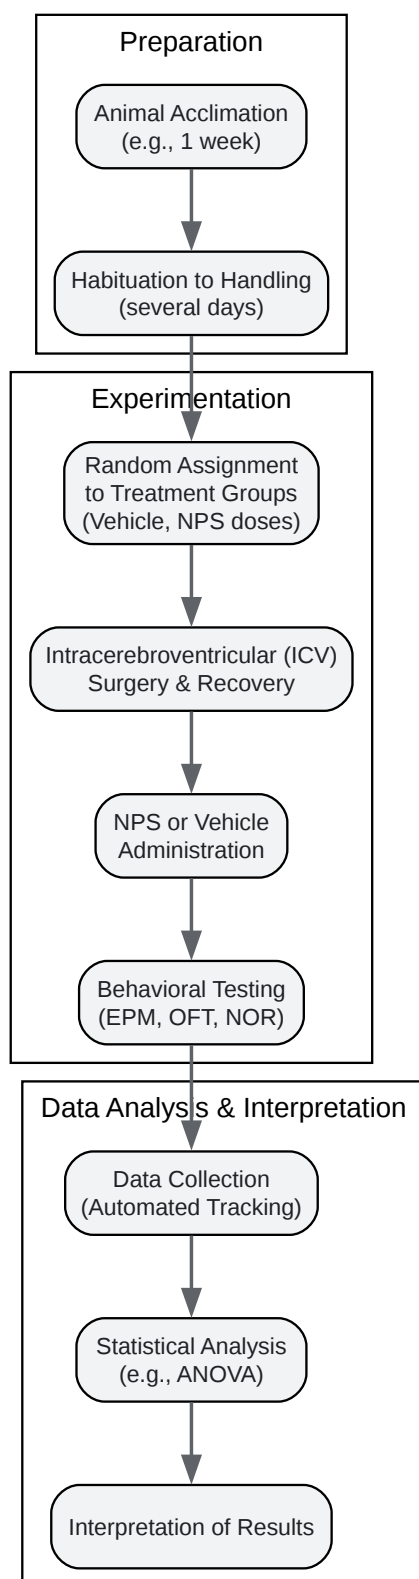 Preparation
Animal Acclimation
(e.g., 1 week)
Habituation to Handling
(several days)
Experimentation
Random Assignment
to Treatment Groups
(Vehicle, NPS doses)
Intracerebroventricular (ICV)
Surgery & Recovery
NPS or Vehicle
Administration
Behavioral Testing
(EPM, OFT, NOR)
Data Analysis & Interpretation
Data Collection
(Automated Tracking)
Statistical Analysis
(e.g., ANOVA)
Interpretation of Results